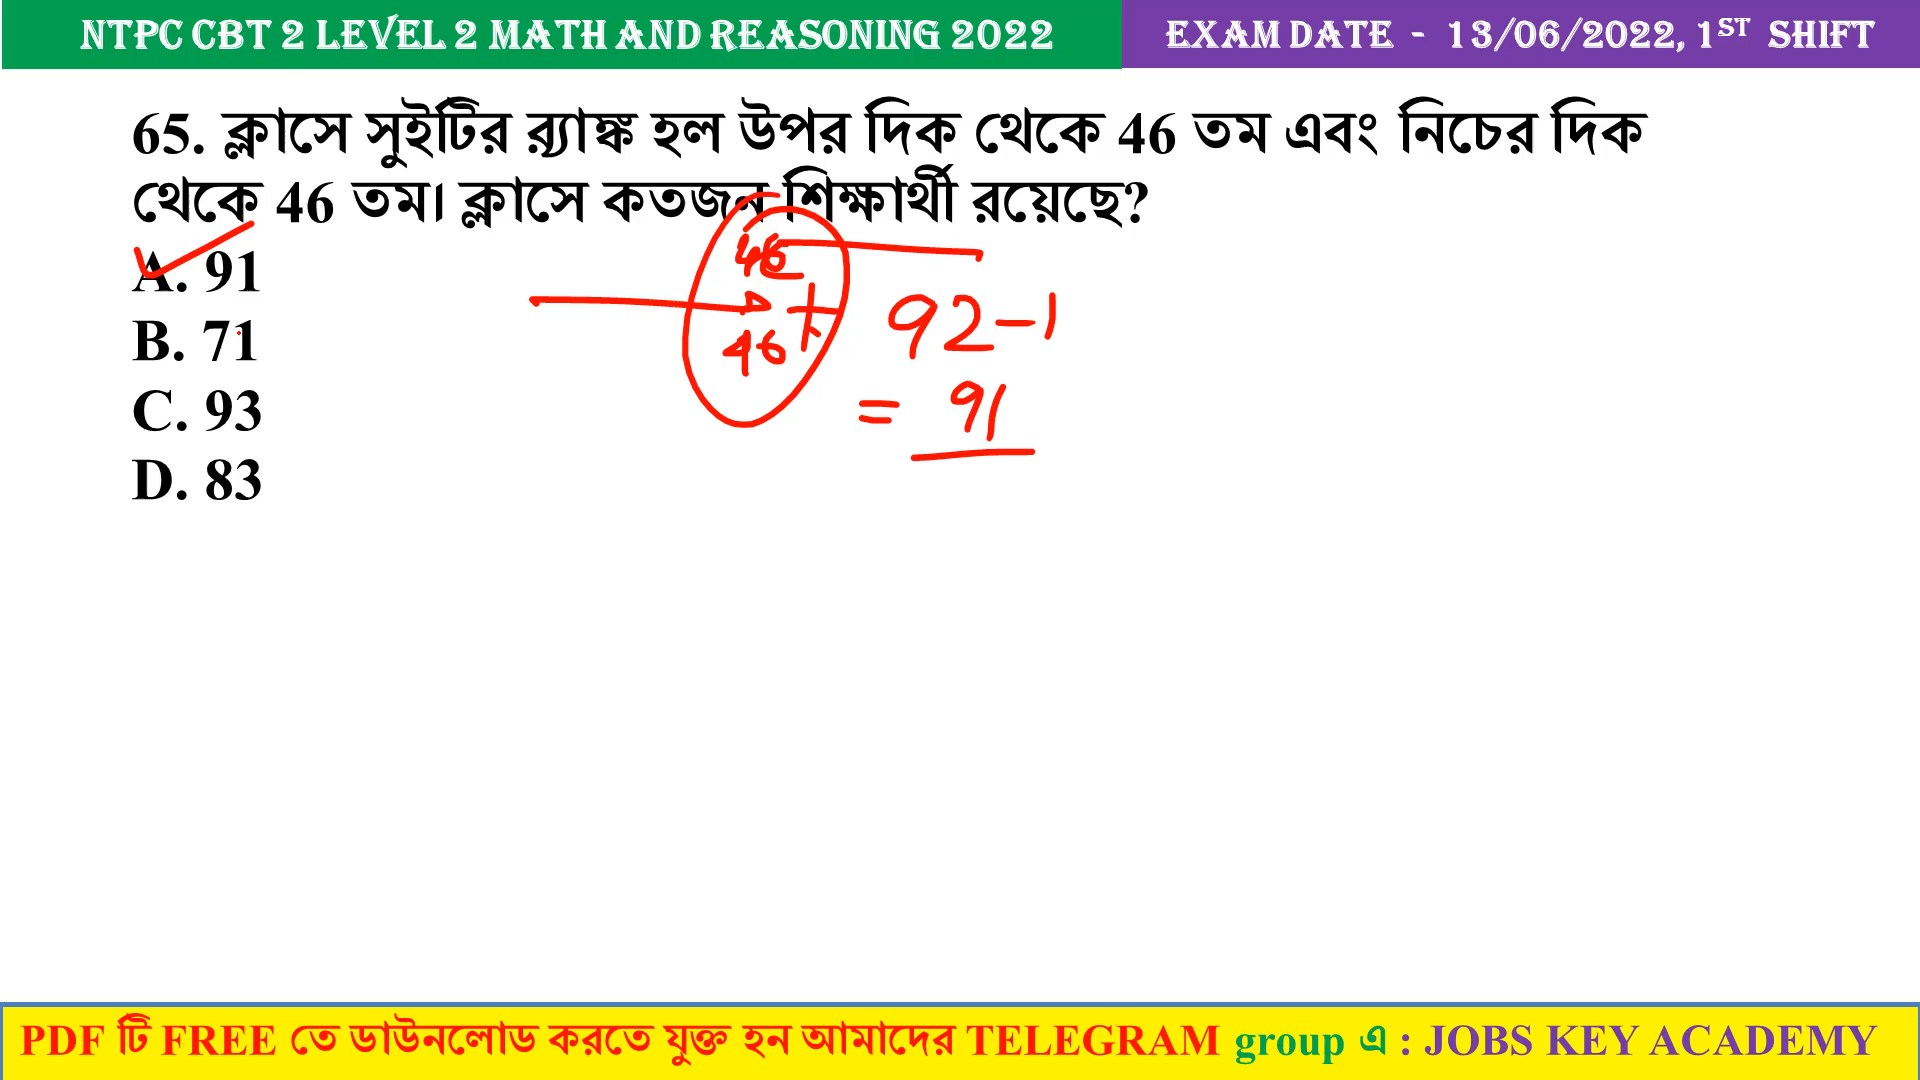 NTPC CBT 2 LEVEL 2 MATH AND REASONING 2022
EXAM DATE - 13/06/2022, 1ST SHIFT
65. ক্লাসে সুইটির র‍্যাঙ্ক হল উপর দিক থেকে 46 তম এবং নিচের দিক
থেকে 46 তম। ক্লাসে কতজন শিক্ষার্থী রয়েছে?
A. 91
B. 71
C. 93
D. 83
46
+
46
92-1
= 91
PDF টি FREE তে ডাউনলোড করতে যুক্ত হন আমাদের TELEGRAM group এ : JOBS KEY ACADEMY